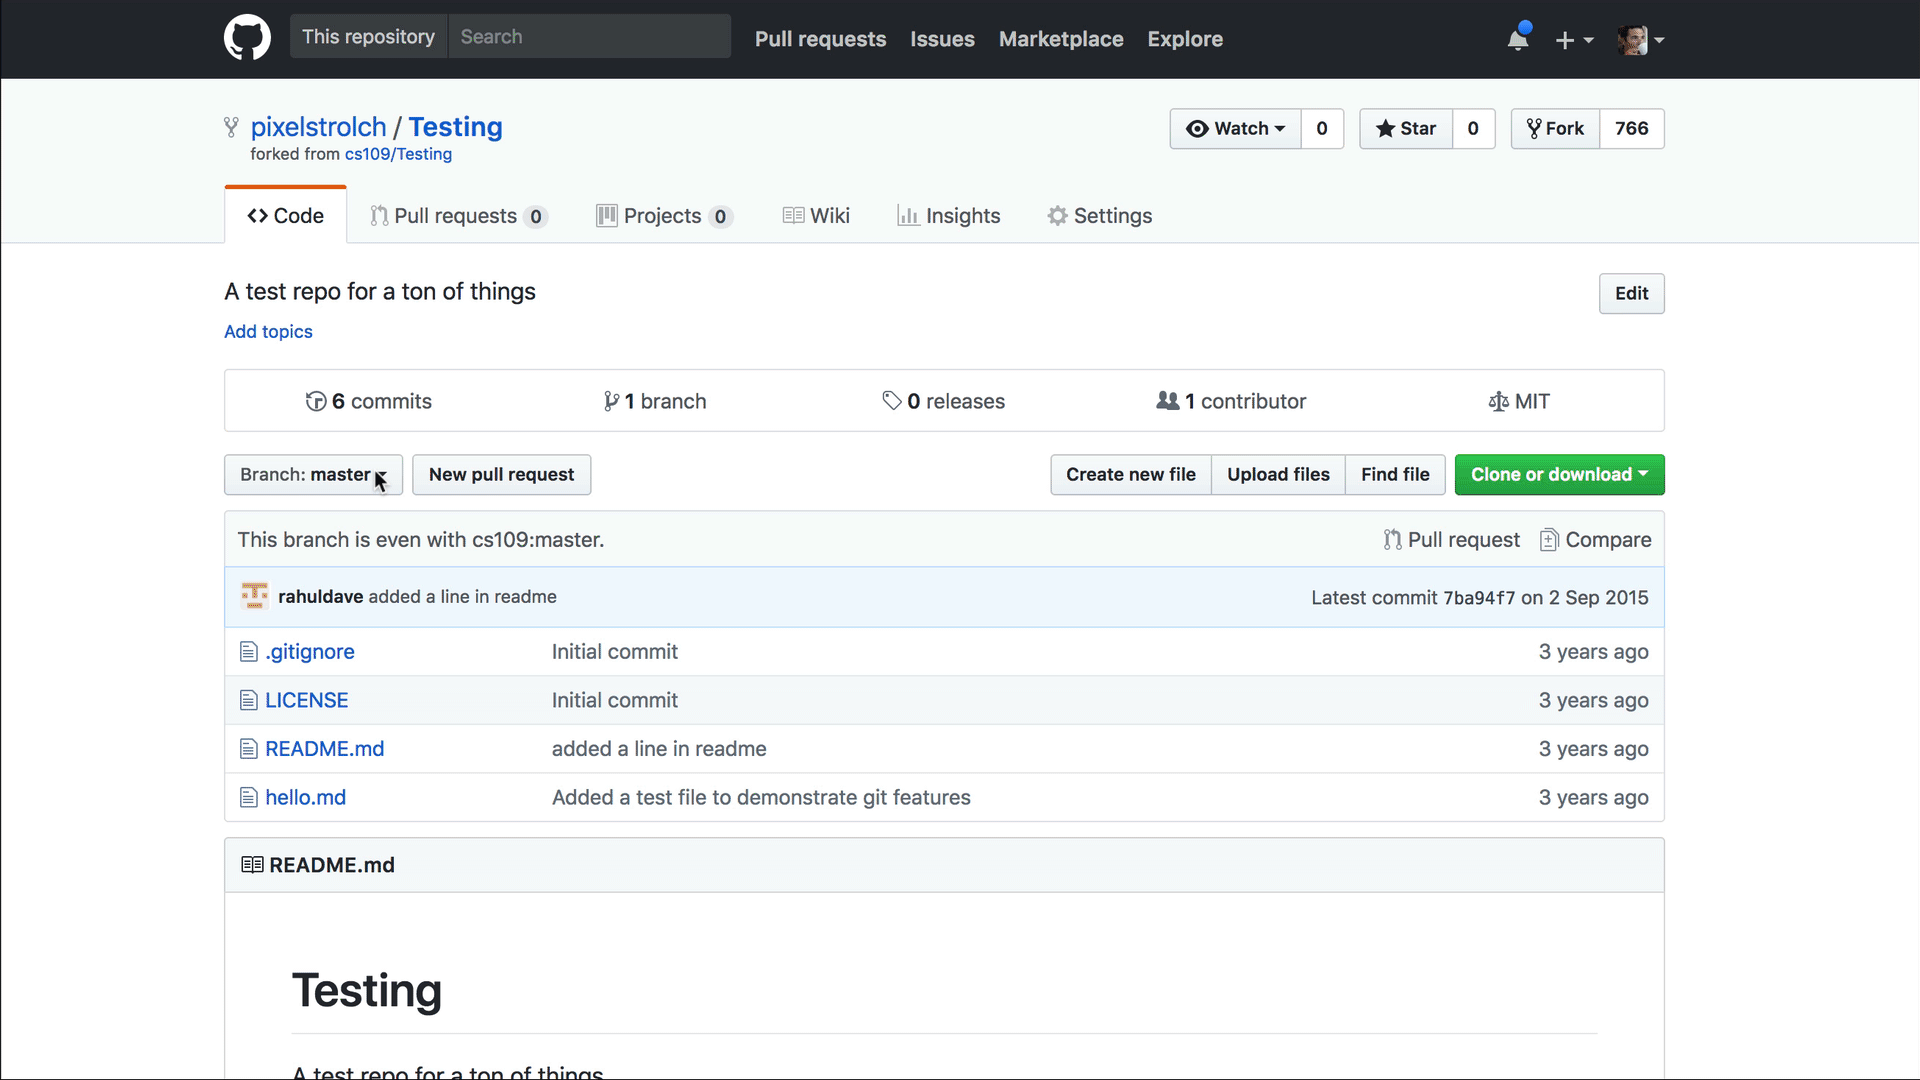 This repository Search Pull requests Issues Marketplace Explore
pixelstrolch / Testing
forked from cs109/Testing
Watch 0 Star 0 Fork 766
Code Pull requests 0 Projects 0 Wiki Insights Settings
A test repo for a ton of things
Edit
Add topics
6 commits 1 branch 0 releases 1 contributor MIT
Branch: master New pull request Create new file Upload files Find file Clone or download
This branch is even with cs109:master. Pull request Compare
rahuldave added a line in readme Latest commit 7ba94f7 on 2 Sep 2015
.gitignore Initial commit 3 years ago
LICENSE Initial commit 3 years ago
README.md added a line in readme 3 years ago
hello.md Added a test file to demonstrate git features 3 years ago
README.md
Testing
A test repo for a ton of things